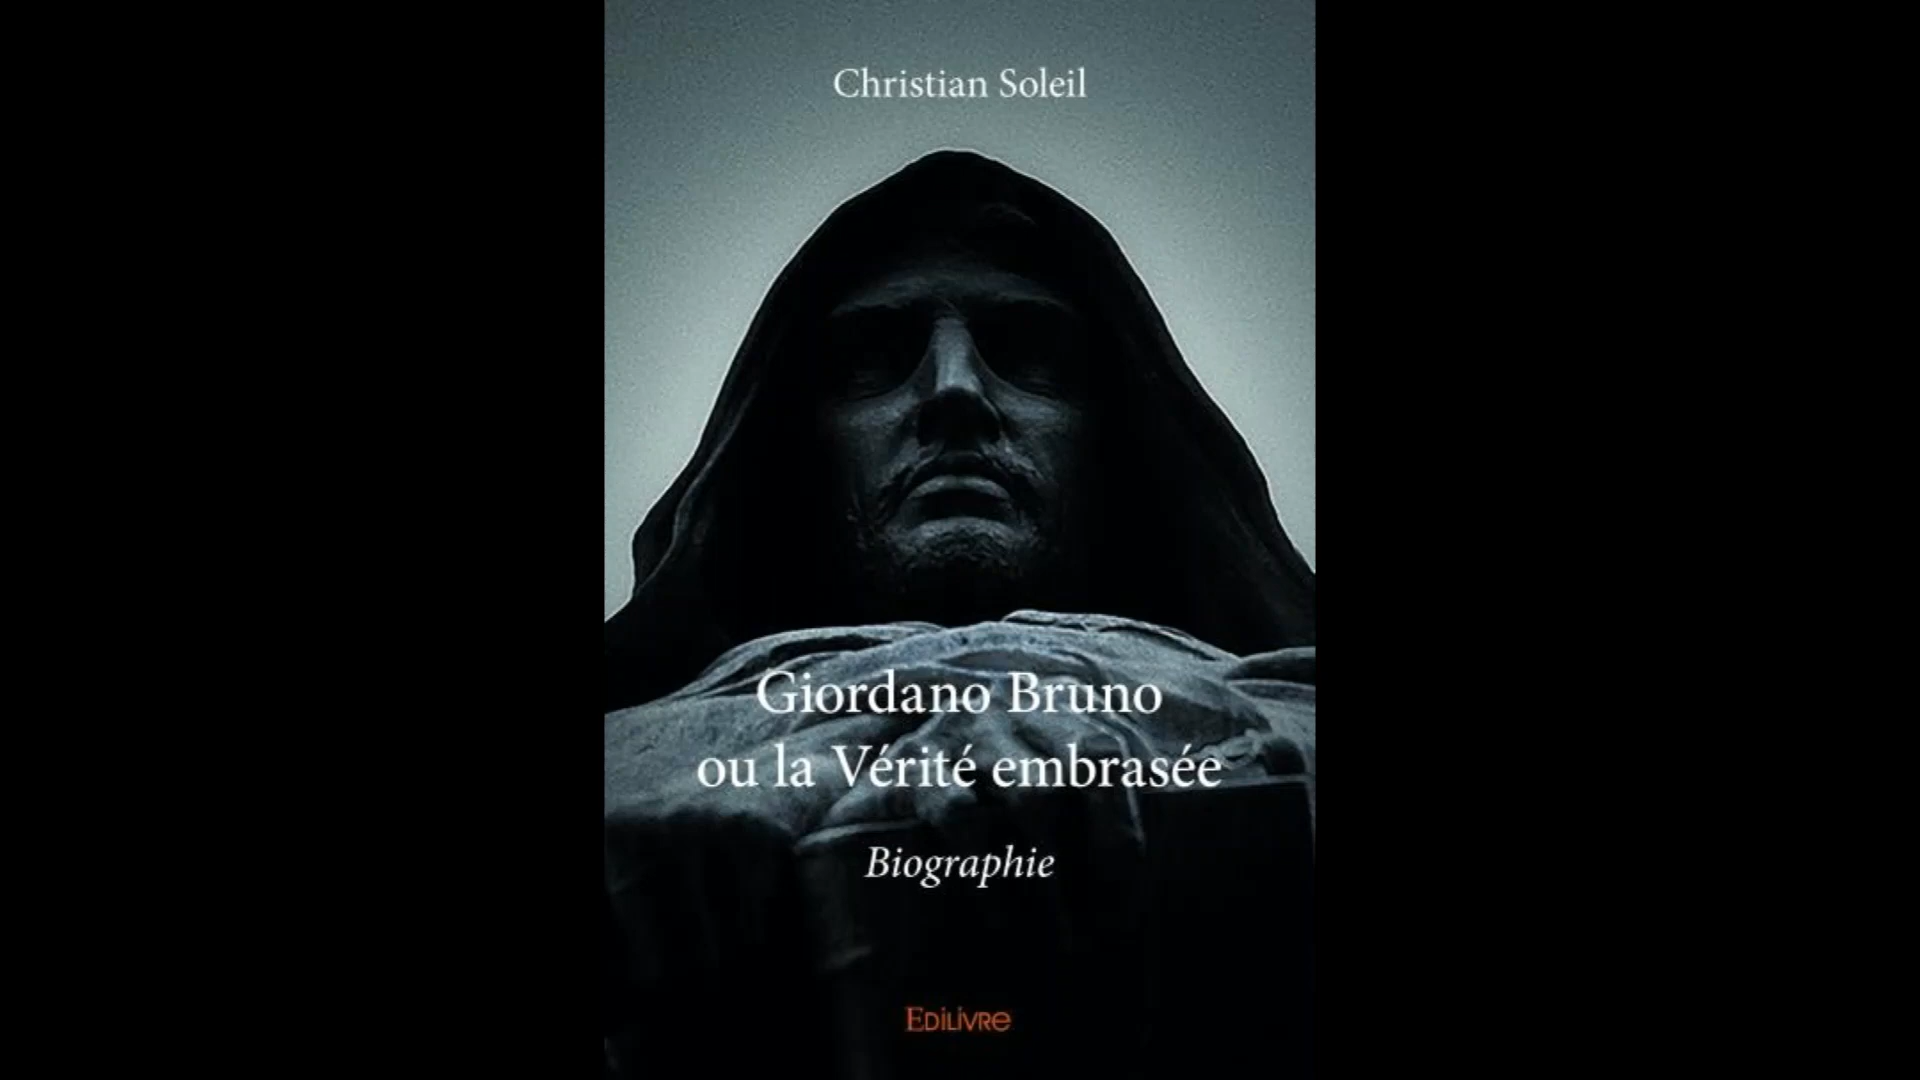 Christian Soleil
Giordano Bruno
ou la Vérité embrasée
Biographie
EDiLivRe